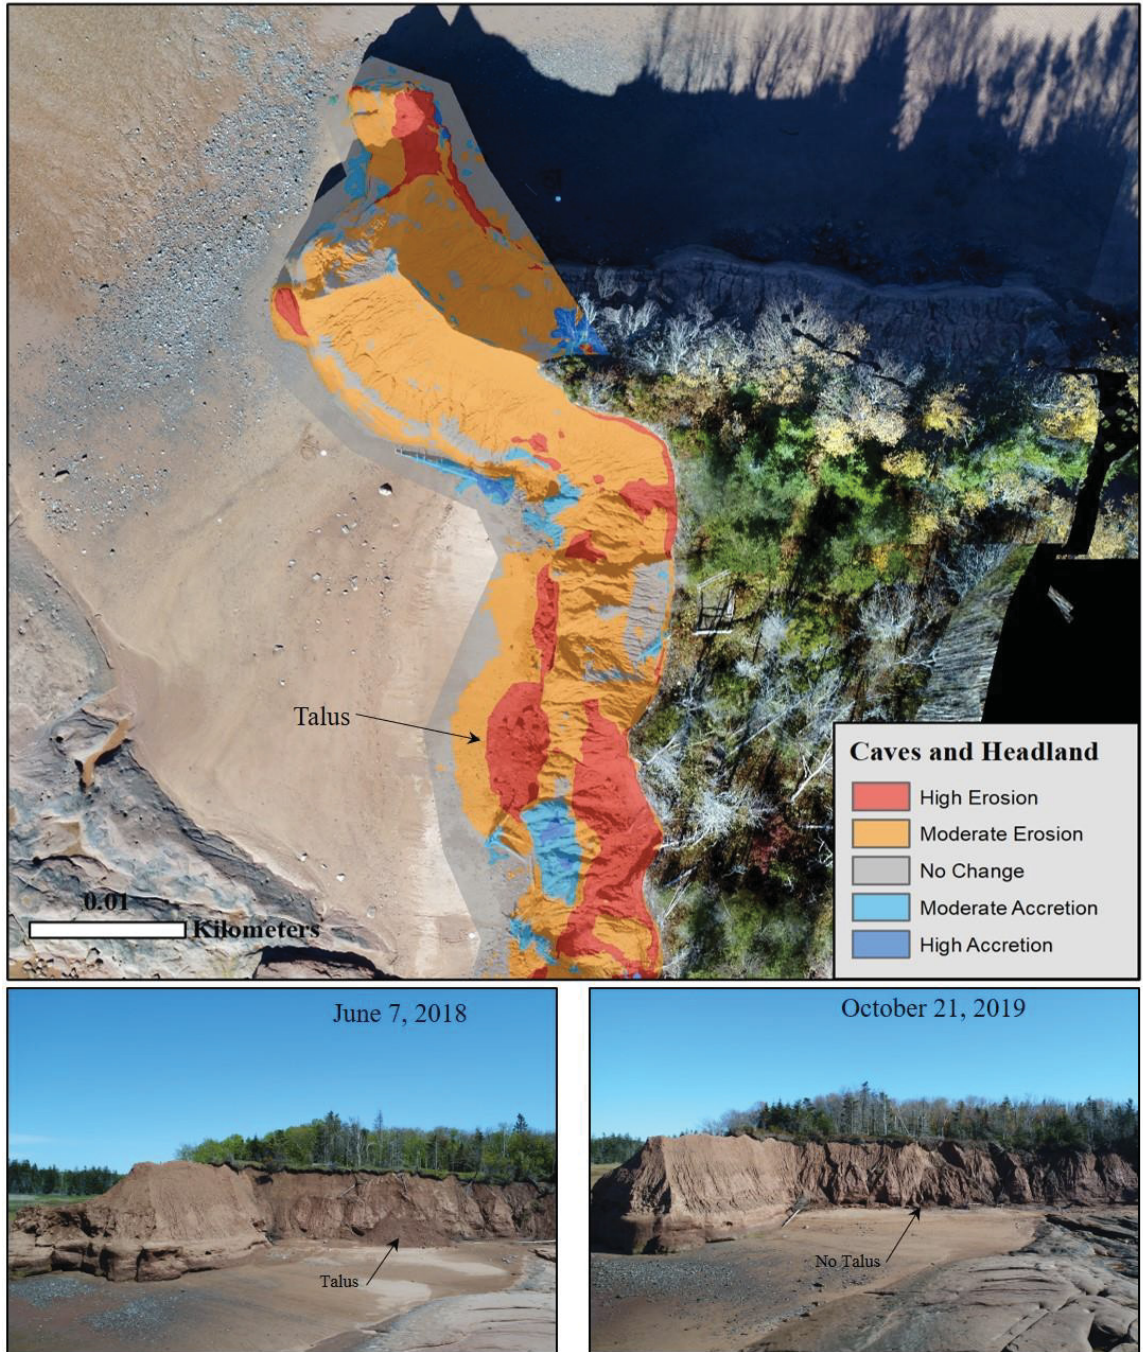 Talus
Caves and Headland
High Erosion
Moderate Erosion
No Change
Moderate Accretion
High Accretion
0.01
Kilometers
June 7, 2018
Talus
October 21, 2019
No Talus